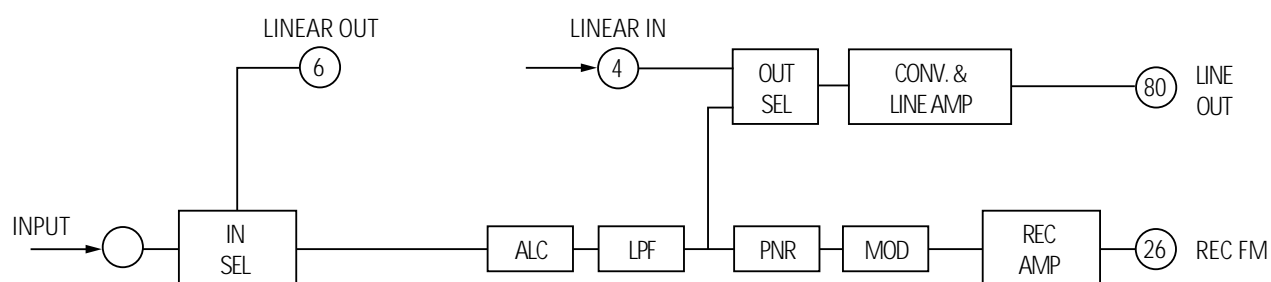 LINEAR OUT
6
LINEAR IN
4
OUT
SEL
CONV. &
LINE AMP
80
LINE
OUT
INPUT
IN
SEL
ALC
LPF
PNR
MOD
REC
AMP
26
REC FM